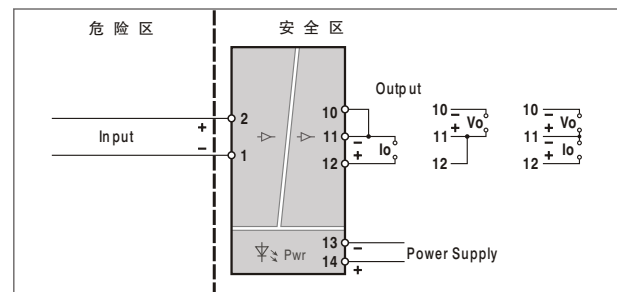 危险区
安全区
Output
10
10
10
2
− Vo
− Vo
+
11
−
+
11
+
11
Input
Io
− Io
−
1
12
+
12
+
12
13
−
Power Supply
Pwr
14
+